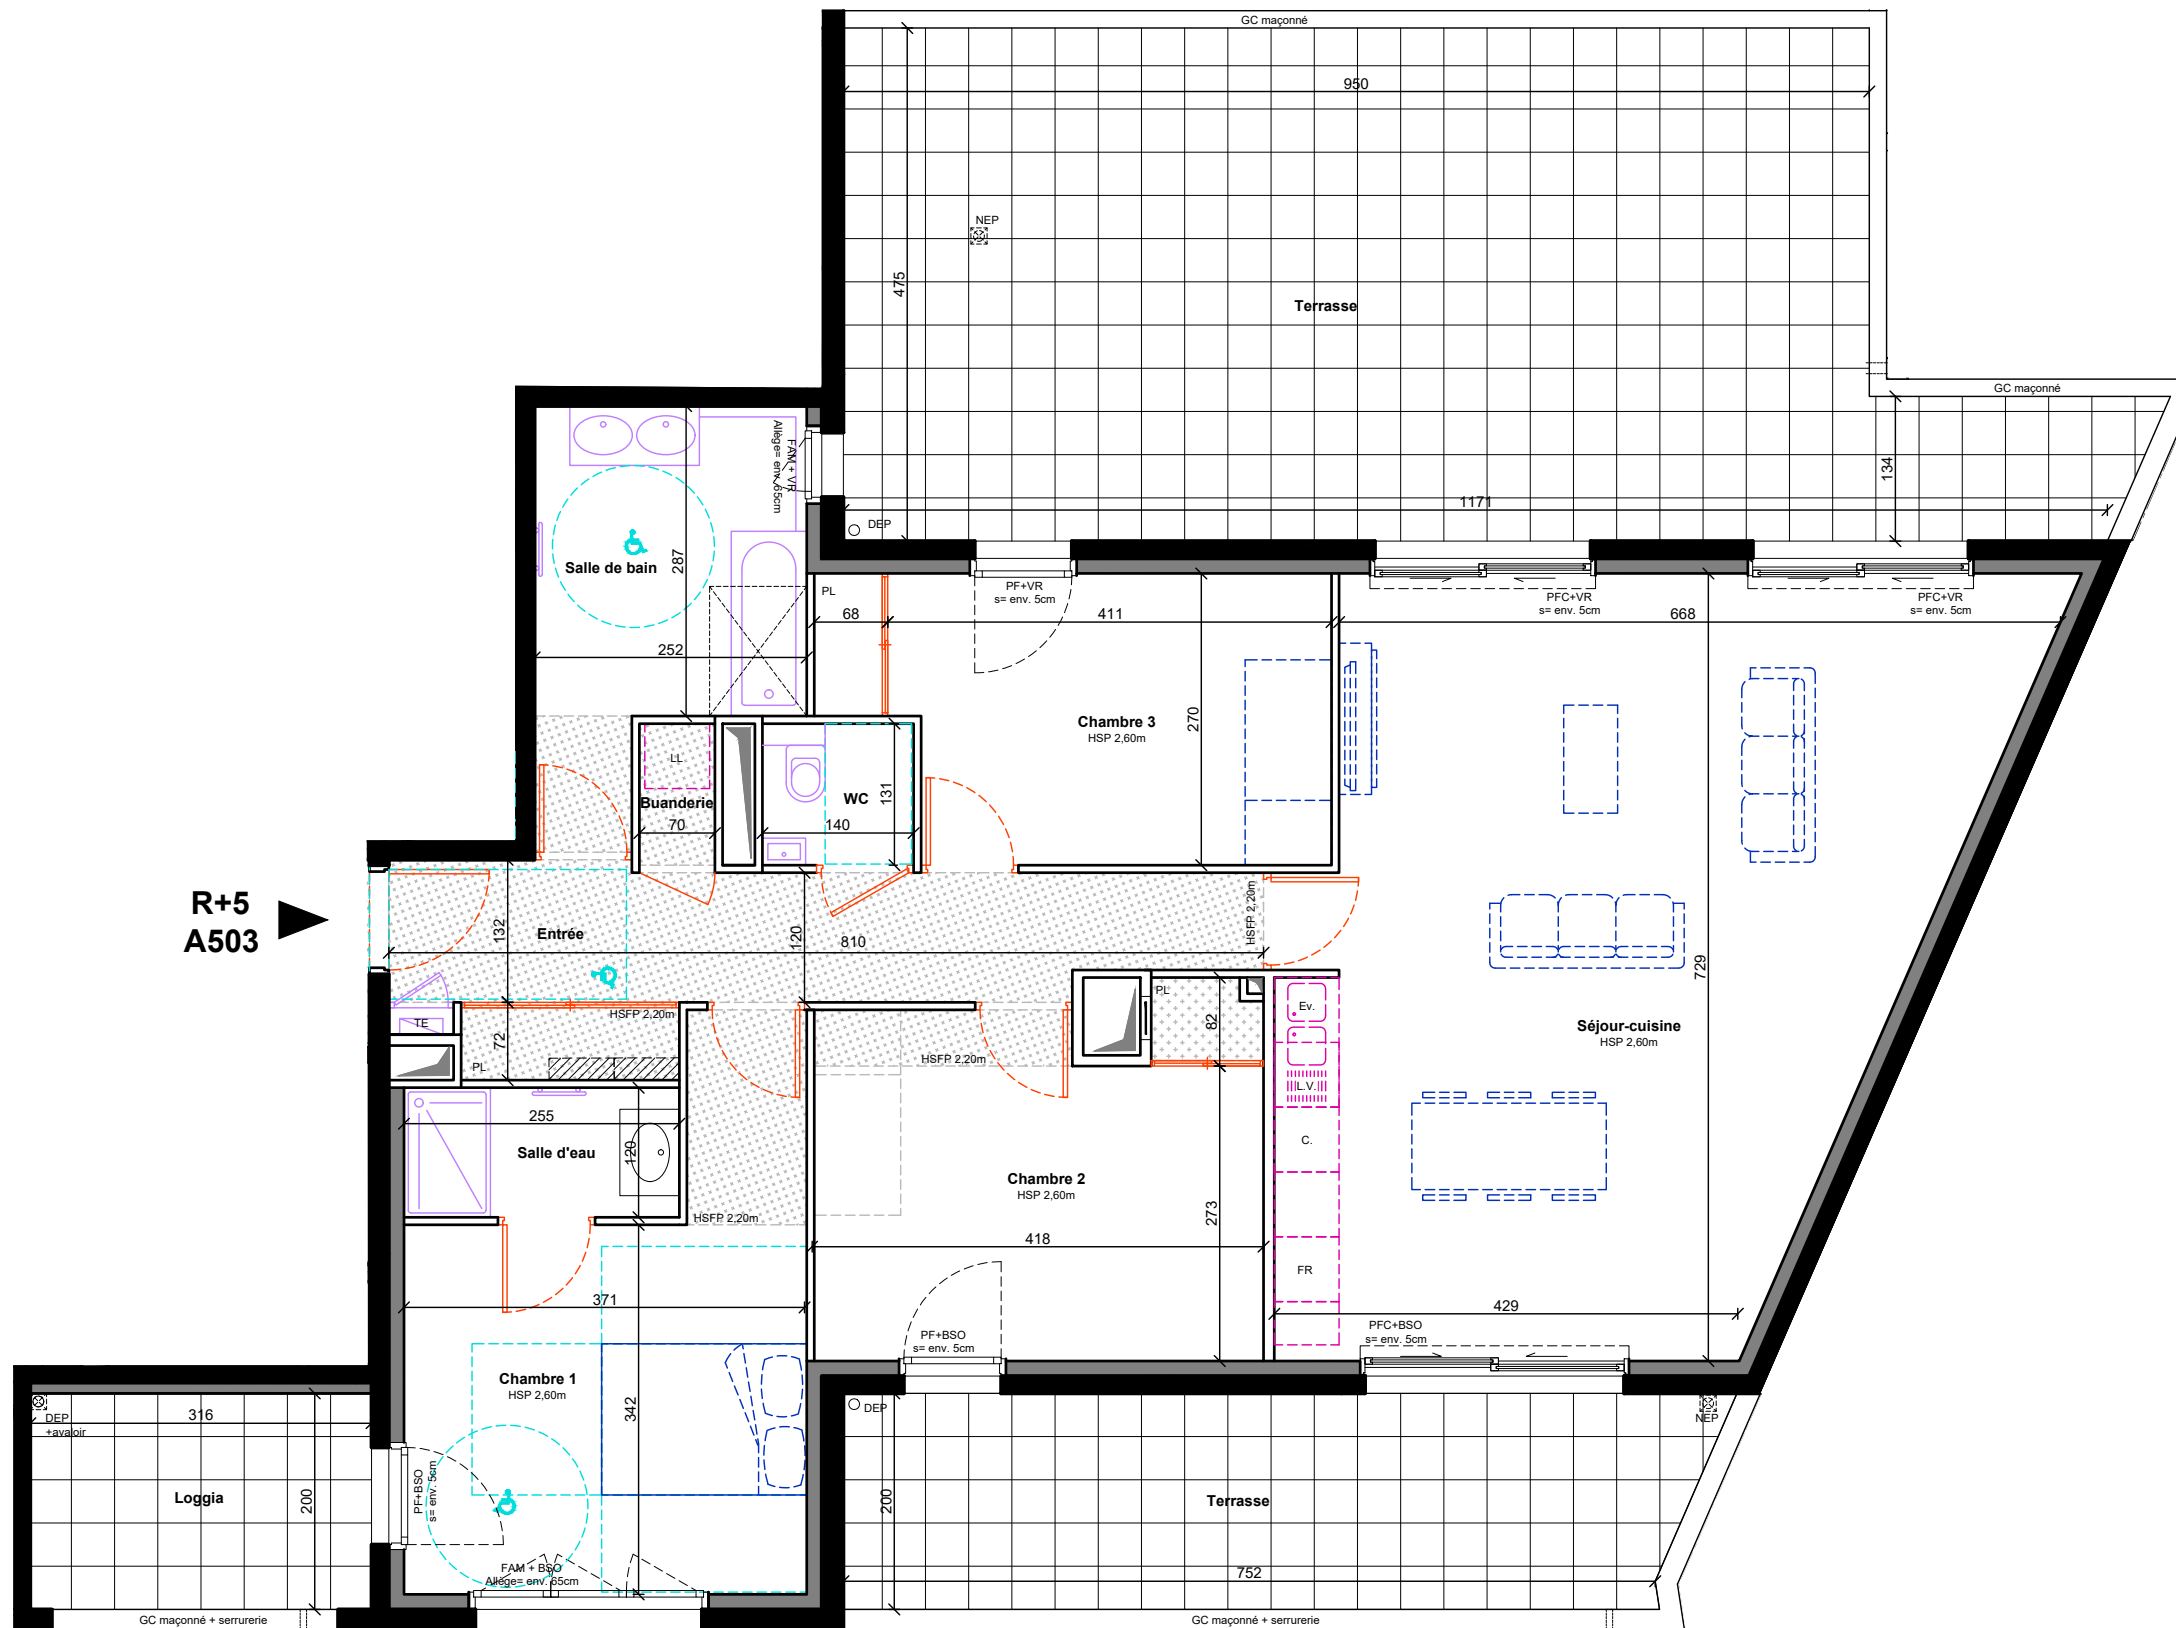 GC maçonné
950
NEP
475
Terrasse
GC maçonné
134
1171
DEP
FAM + VR
Allège= env. 65cm
287
Salle de bain
252
PL
68
PF+VR
s= env. 5cm
411
PFC+VR
s= env. 5cm
668
PFC+VR
s= env. 5cm
Chambre 3
HSP 2,60m
270
LL
Buanderie
70
WC
131
140
R+5
A503
132
Entrée
120
810
HSFP 2,20m
729
TE
72
PL
HSFP 2,20m
HSFP 2,20m
PL
82
Ev.
L.V.
C.
FR
Séjour-cuisine
HSP 2,60m
255
Salle d'eau
120
HSFP 2,20m
Chambre 2
HSP 2,60m
273
418
371
429
PF+BSO
s= env. 5cm
PFC+BSO
s= env. 5cm
Chambre 1
HSP 2,60m
342
DEP
+avaloir
316
Loggia
200
PF+BSO
s= env. 5cm
FAM + BSO
Allège= env. 65cm
DEP
NEP
200
Terrasse
752
GC maçonné + serrurerie
GC maçonné + serrurerie